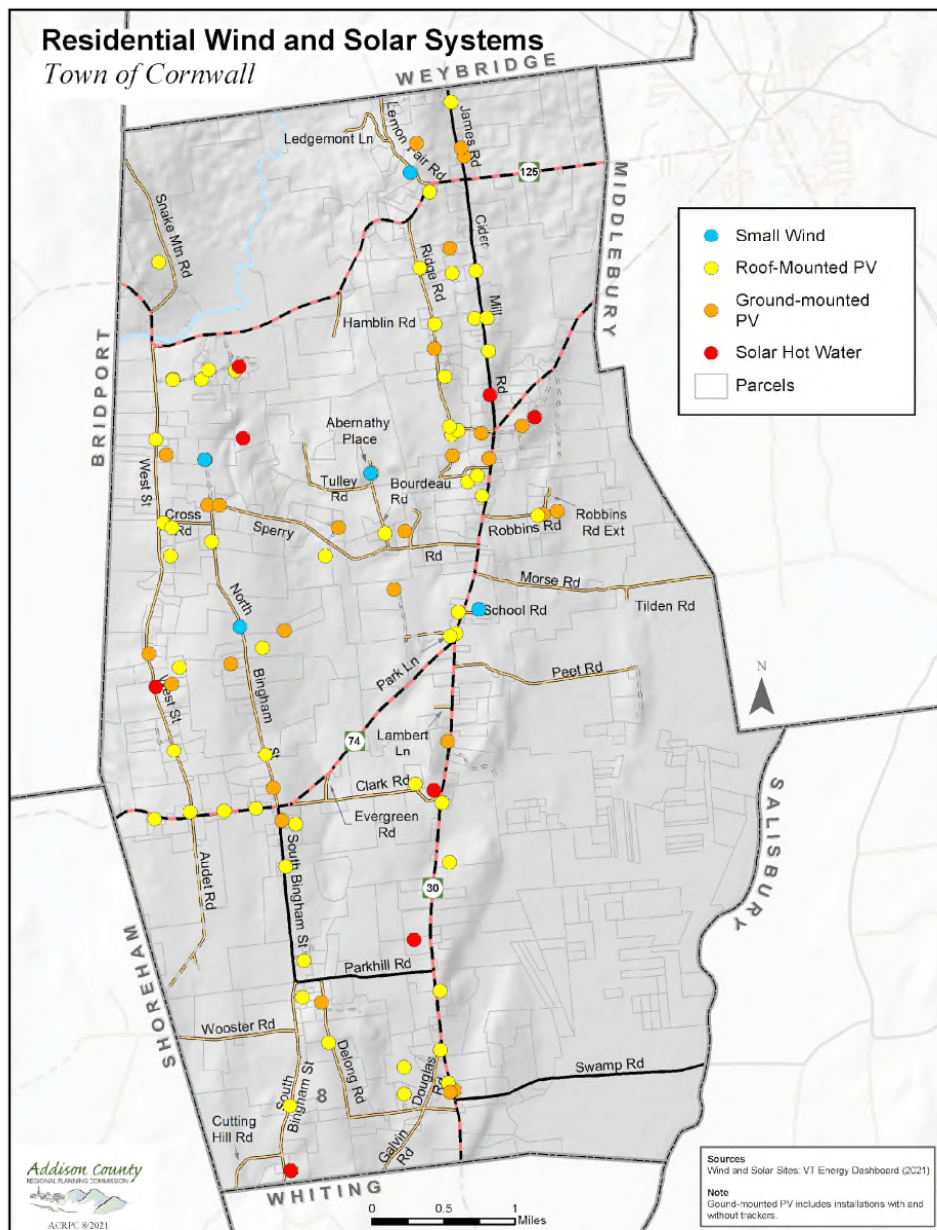 Residential Wind and Solar Systems
Town of Cornwall
WEYBRIDGE
Ledgemont Ln
Lemon Fair Rd
James Rd
125
MIDDLEBURY
Snake Mtn Rd
Cider
Mill
Rd
Ridge Rd
Hamblin Rd
Small Wind
Roof-Mounted PV
Ground-mounted
PV
Solar Hot Water
Parcels
BRIDPORT
Abernathy
Place
West St
Tulley
Rd
Bourdeau
Rd
Cross
Rd
Sperry
Rd
Robbins Rd
Robbins
Rd Ext
Morse Rd
Tilden Rd
North
Bingham
St
School Rd
Park Ln
Peet Rd
N
West St
Lambert
Ln
74
Clark Rd
Evergreen
Rd
SALISBURY
Audet Rd
South Bingham St
30
SHOREHAM
Parkhill Rd
Wooster Rd
Delong Rd
Douglas
Rd
Swamp Rd
South
Bingham St
8
Cutting
Hill Rd
Galvin
Rd
WHITING
Addison County
REGIONAL PLANNING COMMISSION
ACRPC 8/2021
0 0.5 1
Miles
Sources
Wind and Solar Sites: VT Energy Dashboard (2021)
Note
Gound-mounted PV includes installations with and
without trackers.